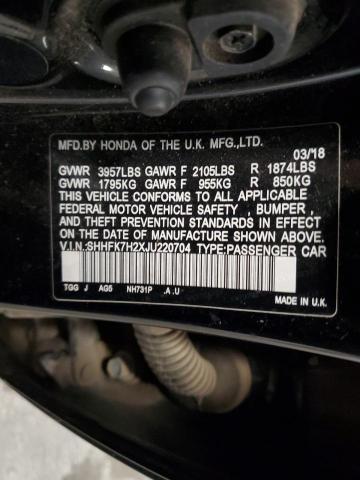 MFD.BY HONDA OF THE U.K. MFG.,LTD.
03/18
GVWR 3957LBS GAWR F 2105LBS R 1874LBS
GVWR 1795KG GAWR F 955KG R 850KG
THIS VEHICLE CONFORMS TO ALL APPLICABLE
FEDERAL MOTOR VEHICLE SAFETY , BUMPER ,
AND THEFT PREVENTION STANDARDS IN EFFECT
ON THE DATE OF MANUFACTURE SHOWN ABOVE.
V.I.N.:SHHFK7H2XJU220704 TYPE:PASSENGER CAR
TGG J AG5 NH731P .A .U
MADE IN U.K.